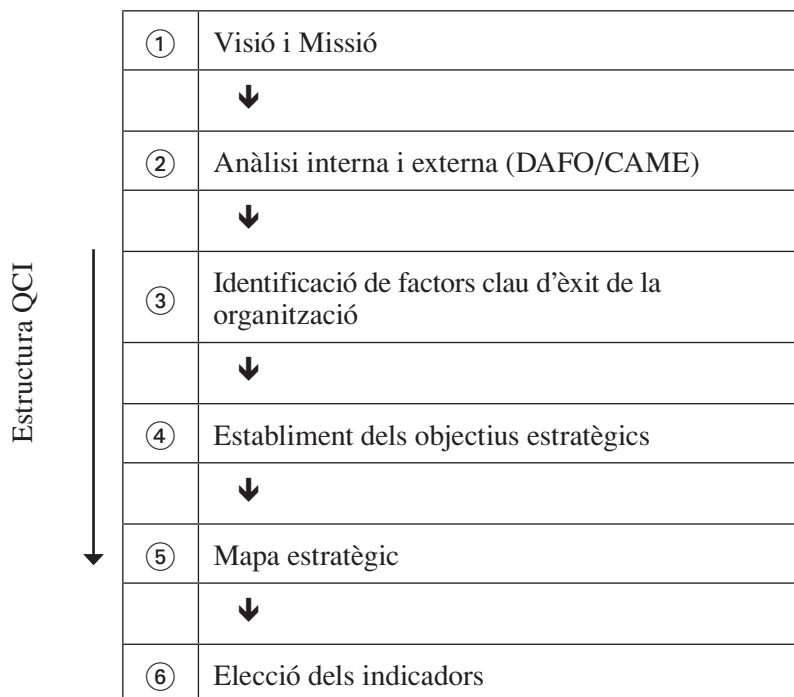 Estructura QCI
① Visió i Missió
② Anàlisi interna i externa (DAFO/CAME)
③ Identificació de factors clau d’èxit de la
organització
④ Establiment dels objectius estratègics
⑤ Mapa estratègic
⑥ Elecció dels indicadors